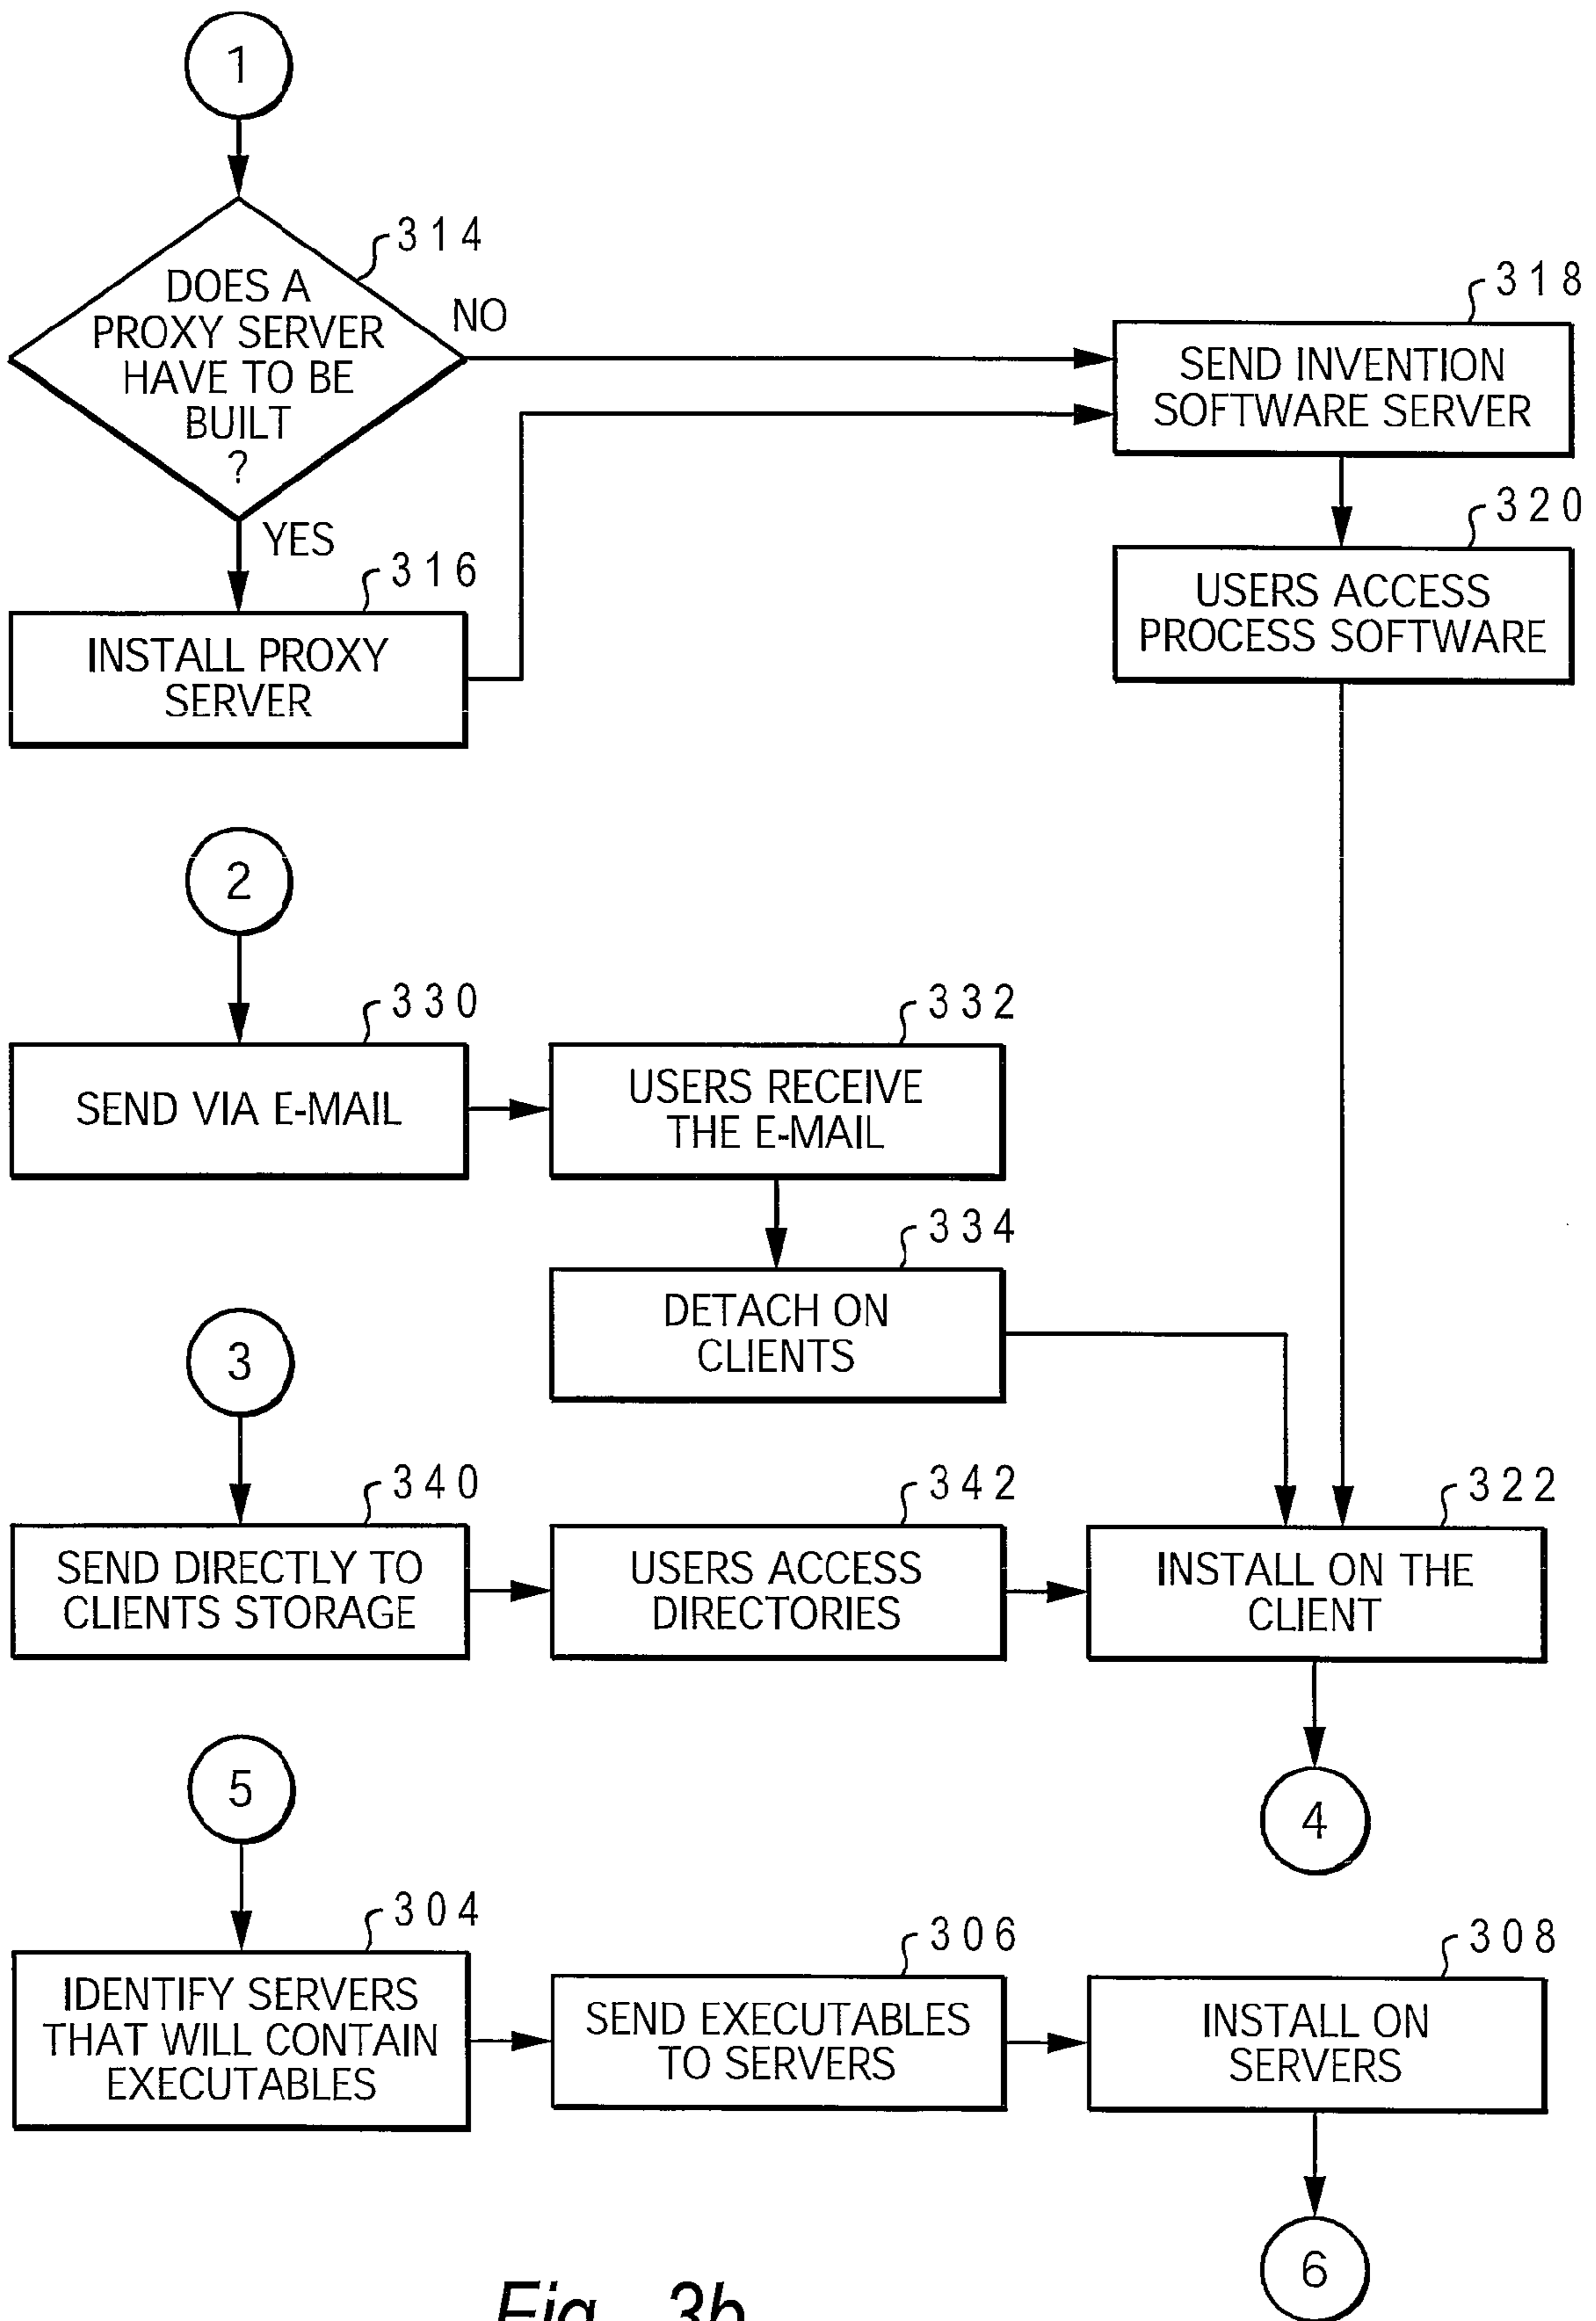 1
314
DOES A
PROXY SERVER
HAVE TO BE
BUILT
?
NO
YES
318
SEND INVENTION
SOFTWARE SERVER
320
USERS ACCESS
PROCESS SOFTWARE
316
INSTALL PROXY
SERVER
2
330
SEND VIA E-MAIL
332
USERS RECEIVE
THE E-MAIL
334
DETACH ON
CLIENTS
3
340
SEND DIRECTLY TO
CLIENTS STORAGE
342
USERS ACCESS
DIRECTORIES
322
INSTALL ON THE
CLIENT
4
5
304
IDENTIFY SERVERS
THAT WILL CONTAIN
EXECUTABLES
306
SEND EXECUTABLES
TO SERVERS
308
INSTALL ON
SERVERS
6
Fig. 3b